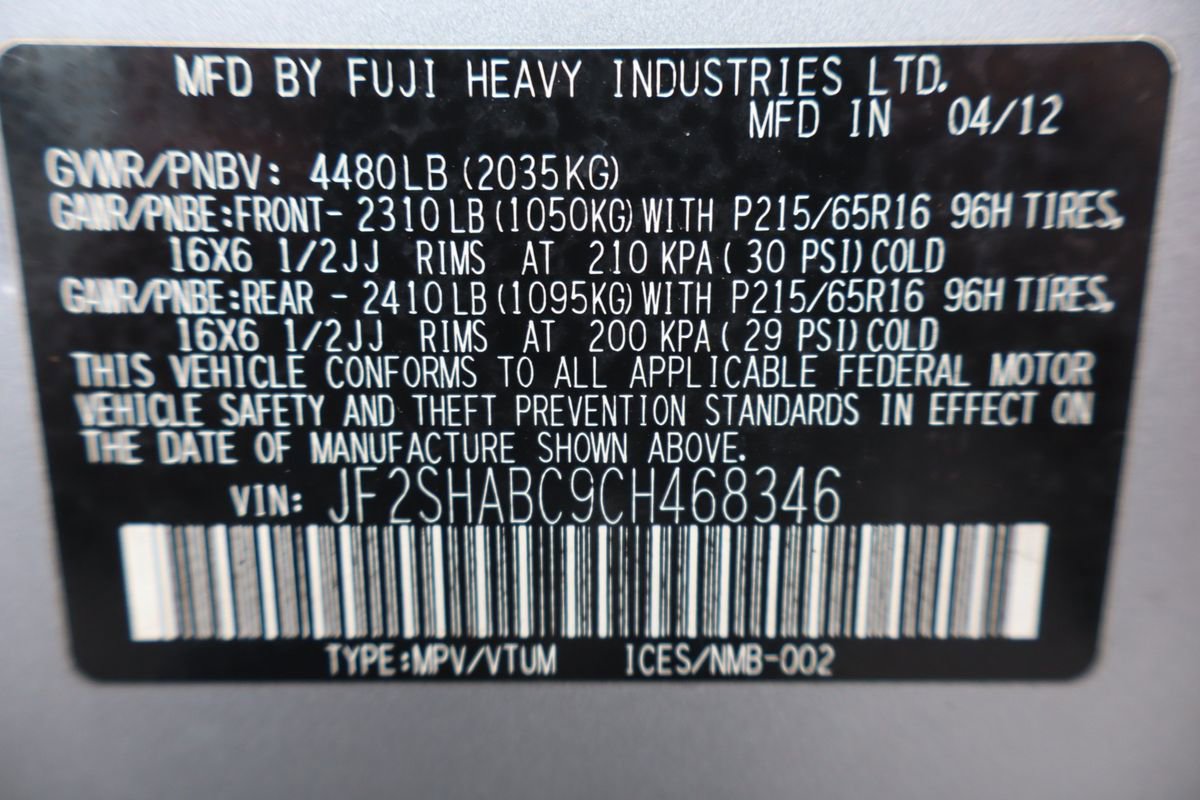 MFD BY FUJI HEAVY INDUSTRIES LTD.
MFD IN 04/12
GVWR/PNBV: 4480LB (2035KG)
GAWR/PNBE:FRONT- 2310LB(1050KG)WITH P215/65R16 96H TIRES,
16X6 1/2JJ RIMS AT 210 KPA( 30 PSI)COLD
GAWR/PNBE:REAR - 2410LB(1095KG)WITH P215/65R16 96H TIRES,
16X6 1/2JJ RIMS AT 200 KPA( 29 PSI)COLD
THIS VEHICLE CONFORMS TO ALL APPLICABLE FEDERAL MOTOR
VEHICLE SAFETY AND THEFT PREVENTION STANDARDS IN EFFECT ON
THE DATE OF MANUFACTURE SHOWN ABOVE.
VIN: JF2SHABC9CH468346
TYPE:MPV/VTUM ICES/NMB-002